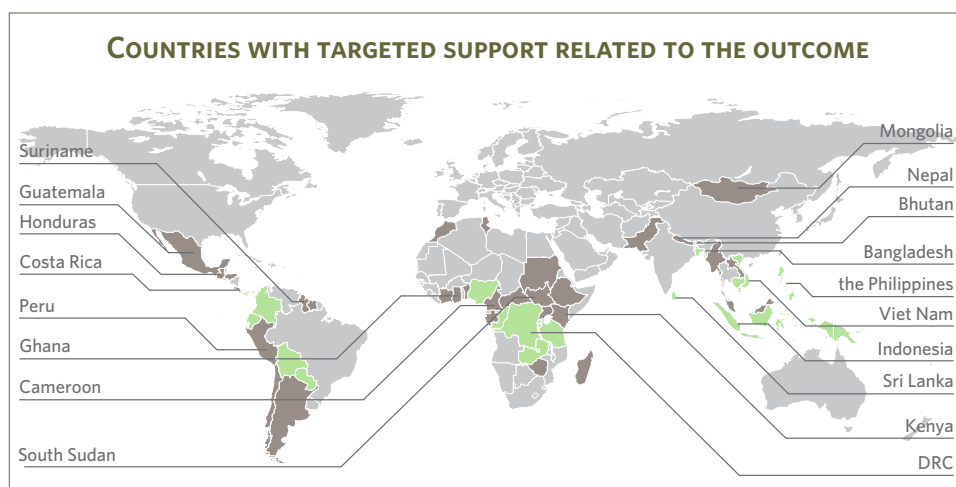 COUNTRIES WITH TARGETED SUPPORT RELATED TO THE OUTCOME
Suriname
Guatemala
Honduras
Costa Rica
Peru
Ghana
Cameroon
South Sudan
Mongolia
Nepal
Bhutan
Bangladesh
the Philippines
Viet Nam
Indonesia
Sri Lanka
Kenya
DRC